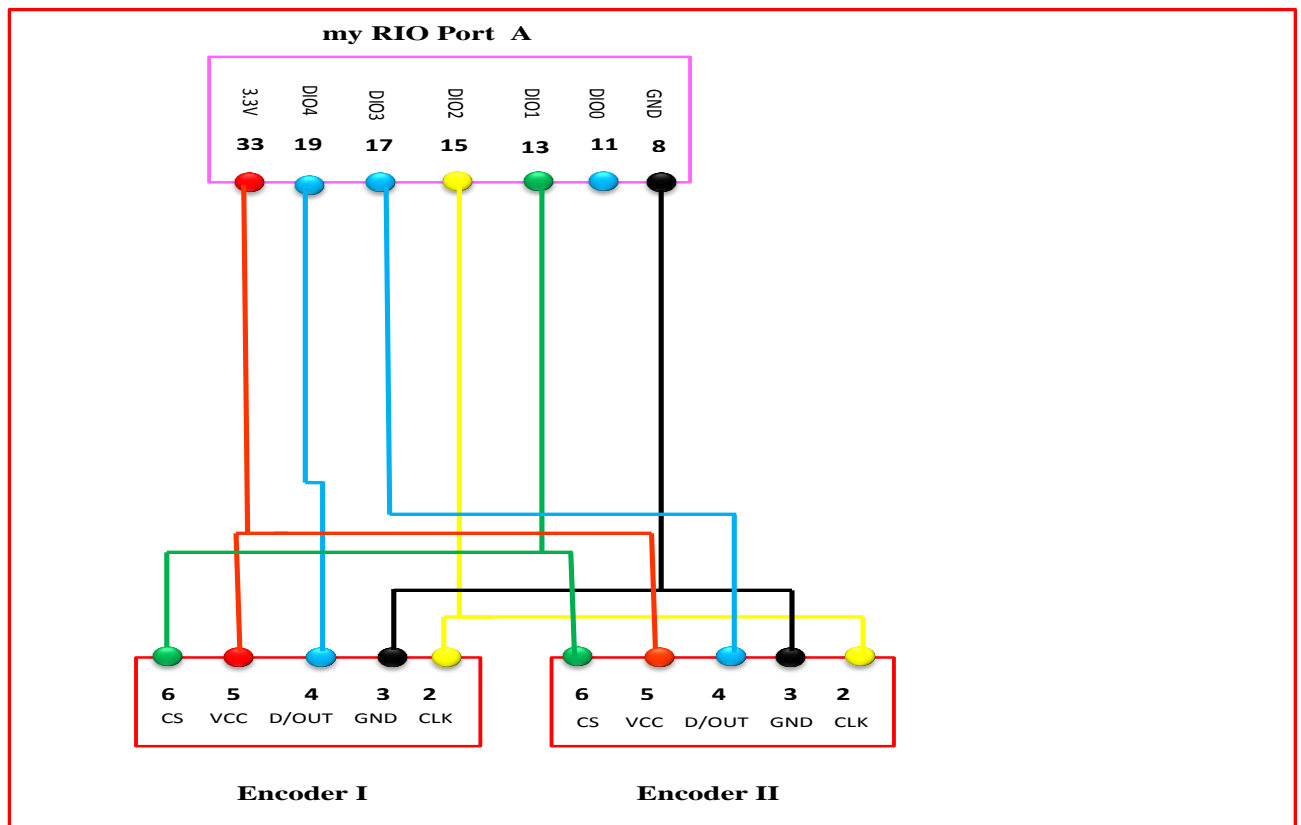 my RIO Port A
3.3V DIO4 DIO3 DIO2 DIO1 DIO0 GND
33 19 17 15 13 11 8
6 5 4 3 2
CS VCC D/OUT GND CLK
6 5 4 3 2
CS VCC D/OUT GND CLK
Encoder I
Encoder II